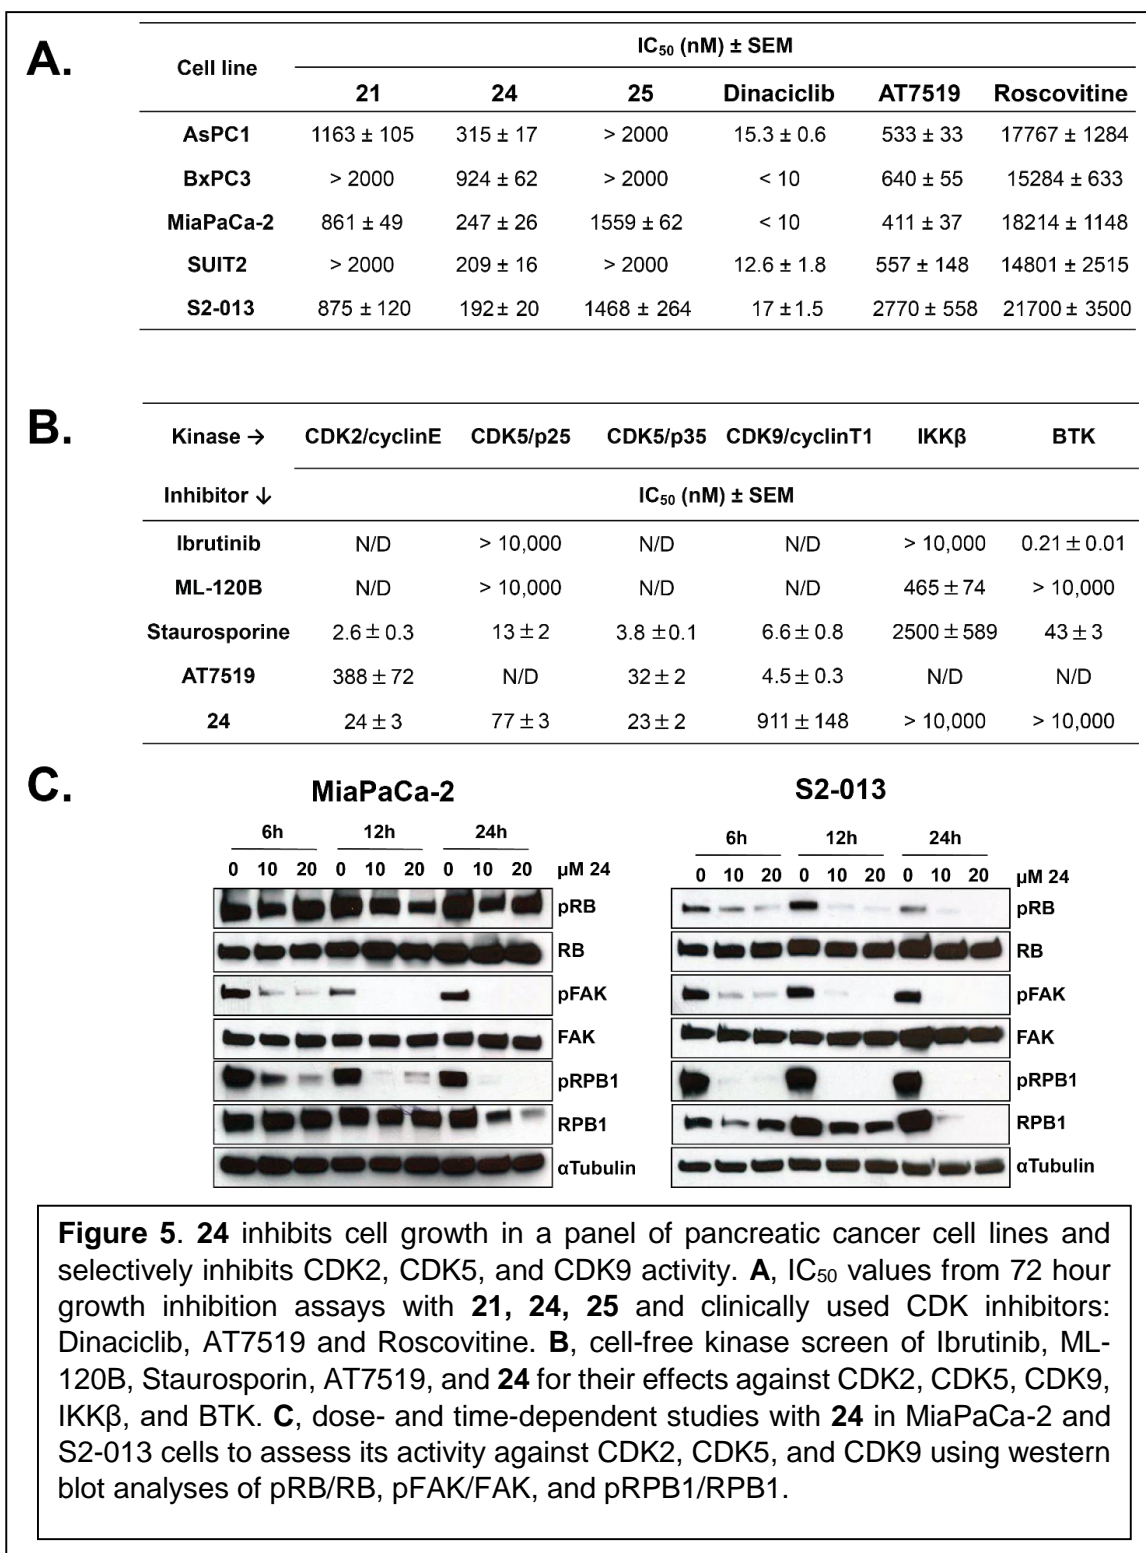 A.
Cell line IC50 (nM) ± SEM
21 24 25 Dinaciclib AT7519 Roscovitine
AsPC1 1163 ± 105 315 ± 17 > 2000 15.3 ± 0.6 533 ± 33 17767 ± 1284
BxPC3 > 2000 924 ± 62 > 2000 < 10 640 ± 55 15284 ± 633
MiaPaCa-2 861 ± 49 247 ± 26 1559 ± 62 < 10 411 ± 37 18214 ± 1148
SUIT2 > 2000 209 ± 16 > 2000 12.6 ± 1.8 557 ± 148 14801 ± 2515
S2-013 875 ± 120 192 ± 20 1468 ± 264 17 ± 1.5 2770 ± 558 21700 ± 3500
B.
Kinase → CDK2/cyclinE CDK5/p25 CDK5/p35 CDK9/cyclinT1 IKKβ BTK
Inhibitor ↓ IC50 (nM) ± SEM
Ibrutinib N/D > 10,000 N/D N/D > 10,000 0.21 ± 0.01
ML-120B N/D > 10,000 N/D N/D 465 ± 74 > 10,000
Staurosporine 2.6 ± 0.3 13 ± 2 3.8 ± 0.1 6.6 ± 0.8 2500 ± 589 43 ± 3
AT7519 388 ± 72 N/D 32 ± 2 4.5 ± 0.3 N/D N/D
24 24 ± 3 77 ± 3 23 ± 2 911 ± 148 > 10,000 > 10,000
C.
MiaPaCa-2
6h 12h 24h
0 10 20 0 10 20 0 10 20 µM 24
pRB
RB
pFAK
FAK
pRPB1
RPB1
αTubulin
S2-013
6h 12h 24h
0 10 20 0 10 20 0 10 20 µM 24
pRB
RB
pFAK
FAK
pRPB1
RPB1
αTubulin
Figure 5. 24 inhibits cell growth in a panel of pancreatic cancer cell lines and
selectively inhibits CDK2, CDK5, and CDK9 activity. A, IC50 values from 72 hour
growth inhibition assays with 21, 24, 25 and clinically used CDK inhibitors:
Dinaciclib, AT7519 and Roscovitine. B, cell-free kinase screen of Ibrutinib, ML-
120B, Staurosporin, AT7519, and 24 for their effects against CDK2, CDK5, CDK9,
IKKβ, and BTK. C, dose- and time-dependent studies with 24 in MiaPaCa-2 and
S2-013 cells to assess its activity against CDK2, CDK5, and CDK9 using western
blot analyses of pRB/RB, pFAK/FAK, and pRPB1/RPB1.